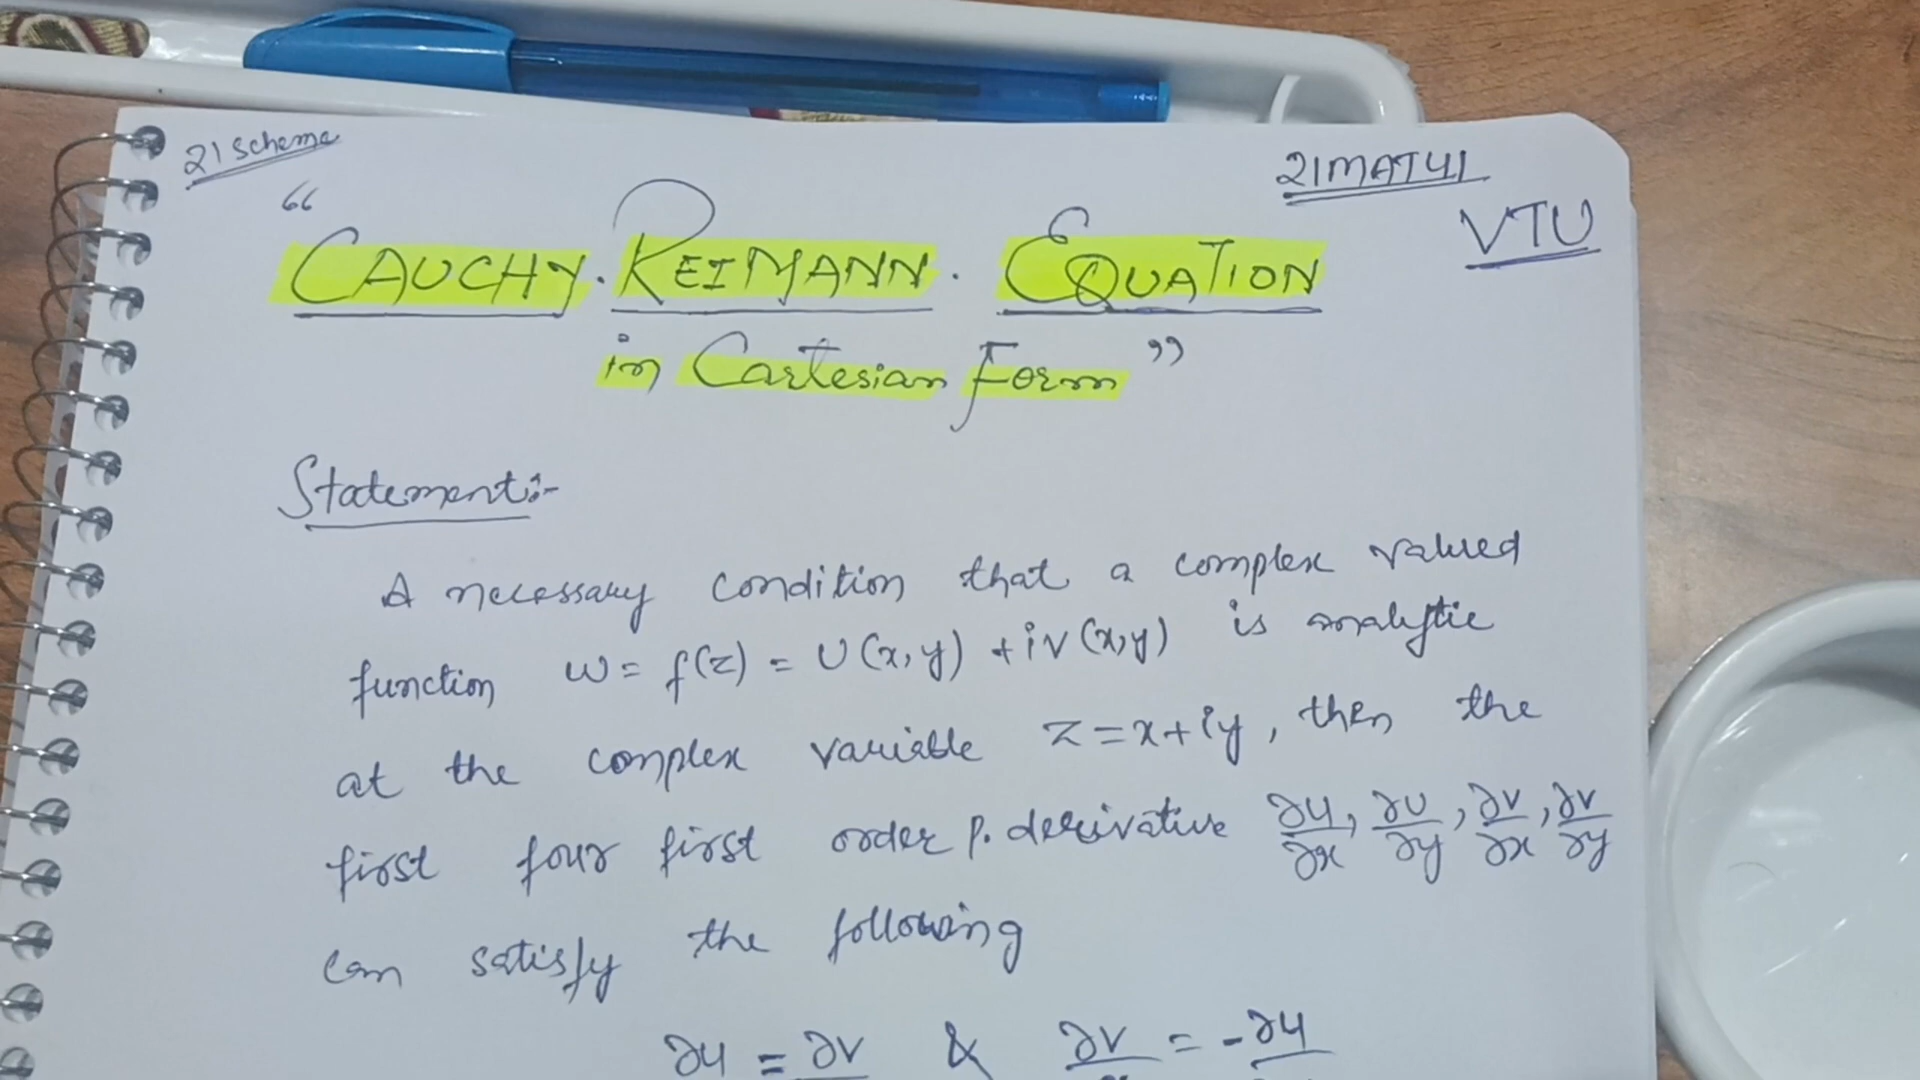 21 Scheme
21MAT41
VTU
“CAUCHY. REIMANN. EQUATION
in Cartesian Form”
Statement:-
A necessary condition that a complex valued
function w = f(z) = U(x,y) + iv(x,y) is analytic
at the complex variable z=x+iy, then the
first four first order p. derivative ∂u/∂x, ∂u/∂y, ∂v/∂x, ∂v/∂y
can satisfy the following
∂u = ∂v & ∂v = -∂u